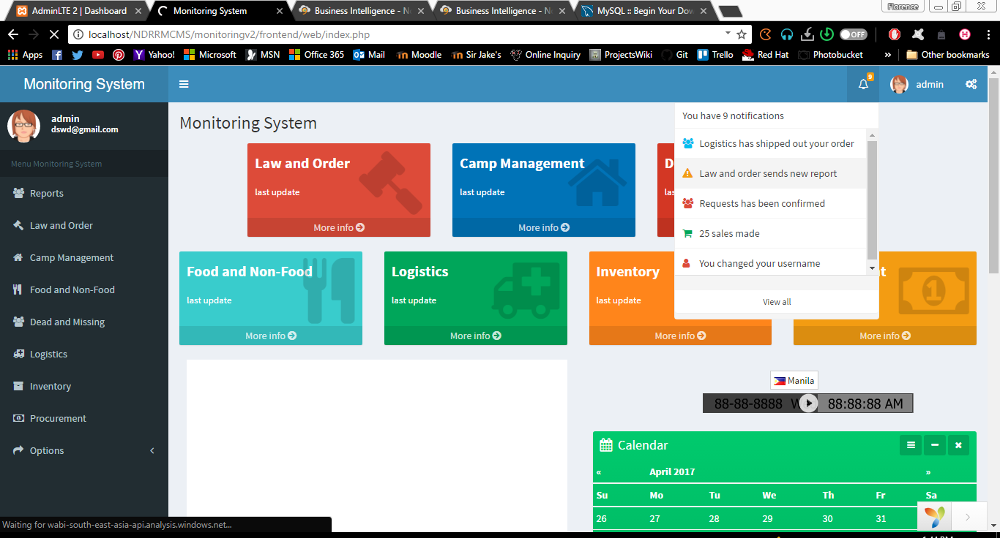 AdminLTE 2 | Dashboard
Monitoring System
Business Intelligence - N
Business Intelligence - N
MySQL :: Begin Your Dow
Florence
localhost/NDRRMCMS/monitoringv2/frontend/web/index.php
OFF
Apps
Yahoo!
Microsoft
MSN
Office 365
Mail
Moodle
Sir Jake's
Online Inquiry
ProjectsWiki
Git
Trello
Red Hat
Photobucket
»
Other bookmarks
Monitoring System
9
admin
admin
dswd@gmail.com
Menu Monitoring System
Reports
Law and Order
Camp Management
Food and Non-Food
Dead and Missing
Logistics
Inventory
Procurement
Options
Monitoring System
You have 9 notifications
Logistics has shipped out your order
Law and order sends new report
Requests has been confirmed
25 sales made
You changed your username
View all
Law and Order
last update
More info
Camp Management
last update
More info
D
las
Food and Non-Food
last update
More info
Logistics
last update
More info
Inventory
last update
More info
t
1
More info
Manila
88-88-8888 W
88:88:88 AM
Calendar
« April 2017 »
Su Mo Tu We Th Fr Sa
26 27 28 29 30 31
Waiting for wabi-south-east-asia-api.analysis.windows.net...